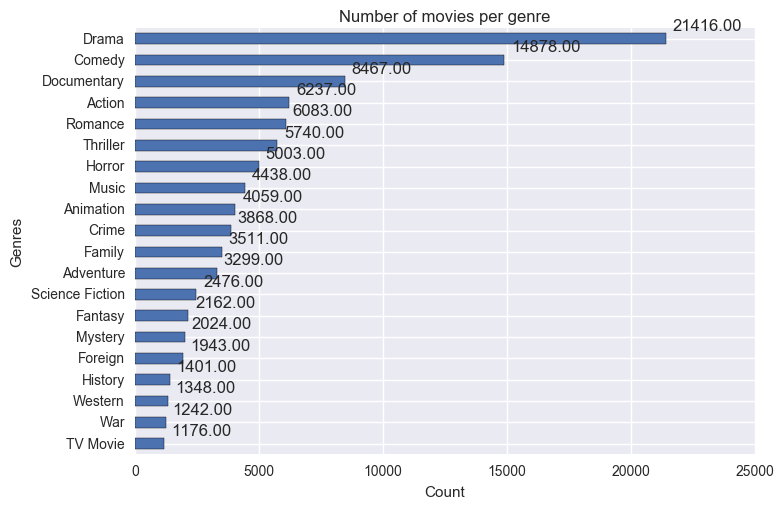 Number of movies per genre
Drama 21416.00
Comedy 14878.00
Documentary 8467.00
Action 6237.00
Romance 6083.00
Thriller 5740.00
Horror 5003.00
Music 4438.00
Animation 4059.00
Crime 3868.00
Family 3511.00
Adventure 3299.00
Science Fiction 2476.00
Fantasy 2162.00
Mystery 2024.00
Foreign 1943.00
History 1401.00
Western 1348.00
War 1242.00
TV Movie 1176.00
Genres
0 5000 10000 15000 20000 25000
Count